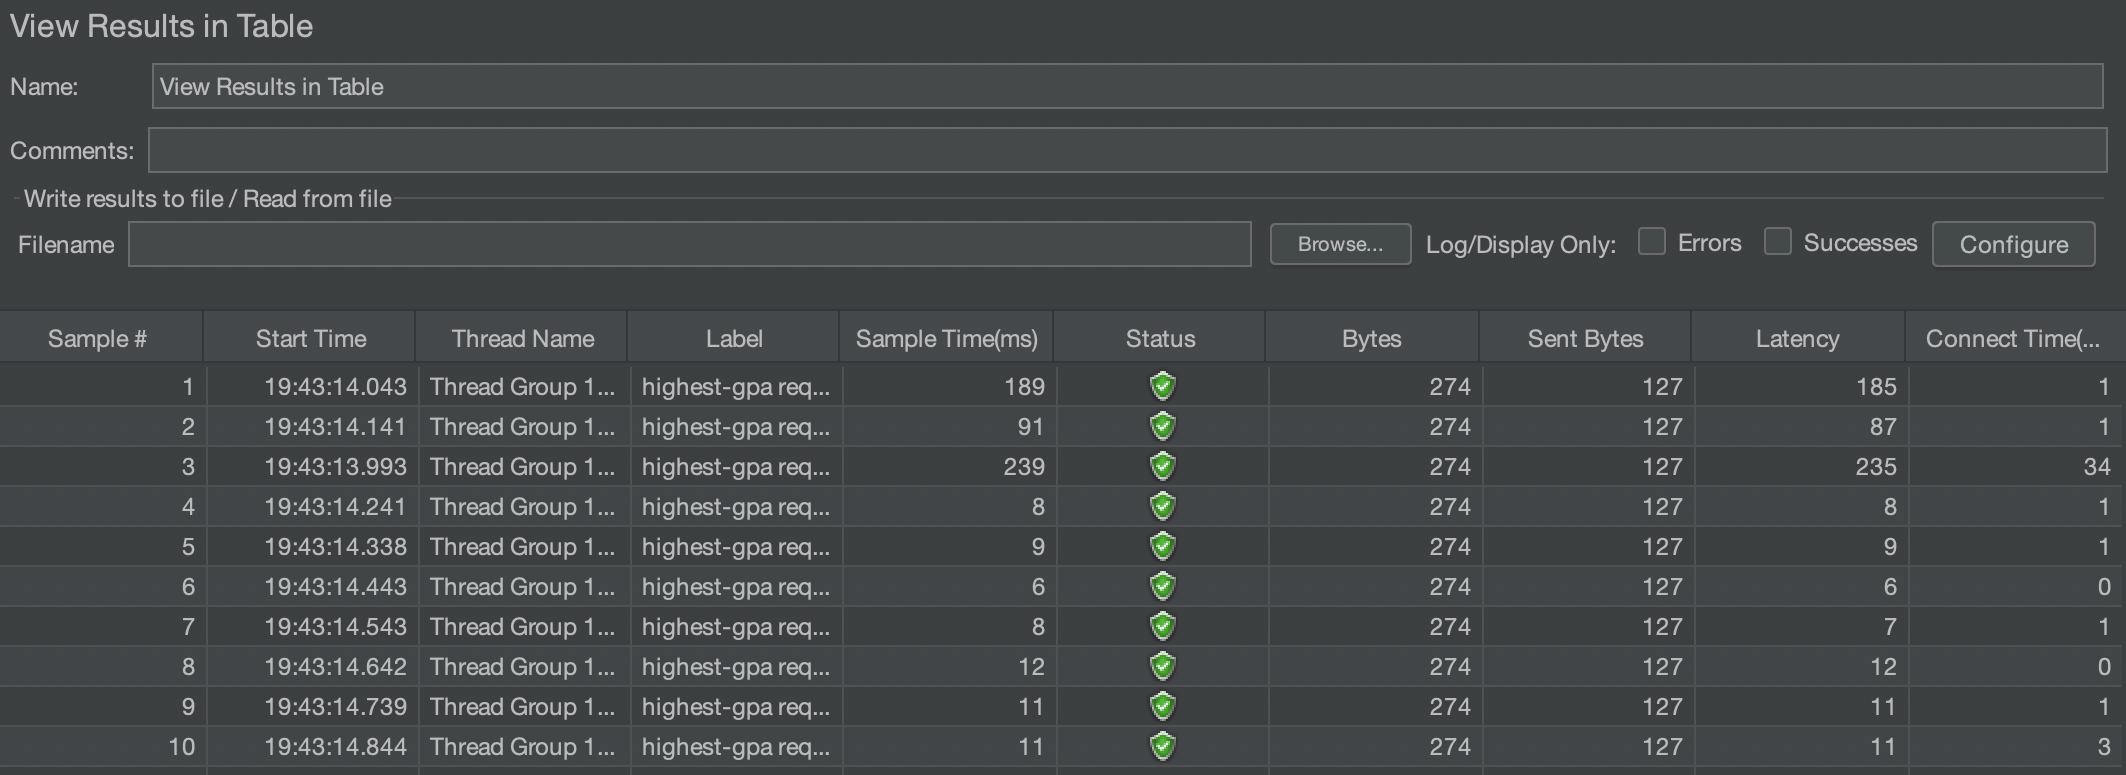 View Results in Table
Name: View Results in Table
Comments:
Write results to file / Read from file
Filename Browse... Log/Display Only: Errors Successes Configure
Sample # Start Time Thread Name Label Sample Time(ms) Status Bytes Sent Bytes Latency Connect Time(...
1 19:43:14.043 Thread Group 1... highest-gpa req... 189 274 127 185 1
2 19:43:14.141 Thread Group 1... highest-gpa req... 91 274 127 87 1
3 19:43:13.993 Thread Group 1... highest-gpa req... 239 274 127 235 34
4 19:43:14.241 Thread Group 1... highest-gpa req... 8 274 127 8 1
5 19:43:14.338 Thread Group 1... highest-gpa req... 9 274 127 9 1
6 19:43:14.443 Thread Group 1... highest-gpa req... 6 274 127 6 0
7 19:43:14.543 Thread Group 1... highest-gpa req... 8 274 127 7 1
8 19:43:14.642 Thread Group 1... highest-gpa req... 12 274 127 12 0
9 19:43:14.739 Thread Group 1... highest-gpa req... 11 274 127 11 1
10 19:43:14.844 Thread Group 1... highest-gpa req... 11 274 127 11 3